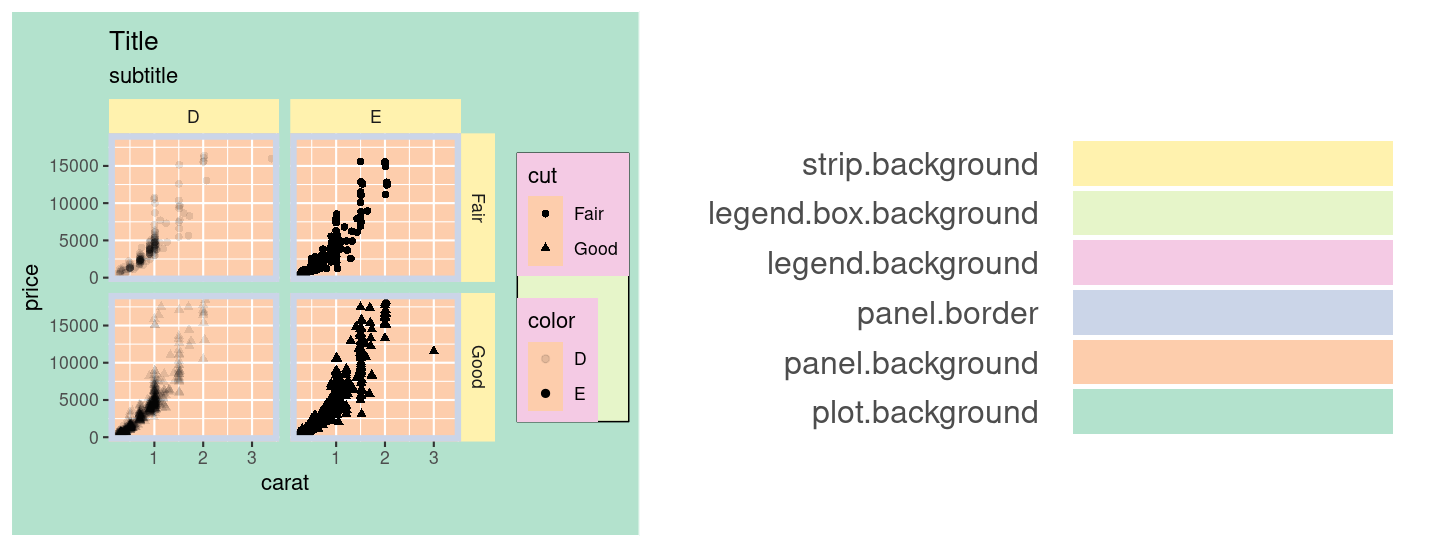 Title
subtitle
D
E
15000
10000
5000
0
Fair
15000
10000
5000
0
Good
price
1
2
3
1
2
3
carat
cut
Fair
Good
color
D
E
strip.background
legend.box.background
legend.background
panel.border
panel.background
plot.background